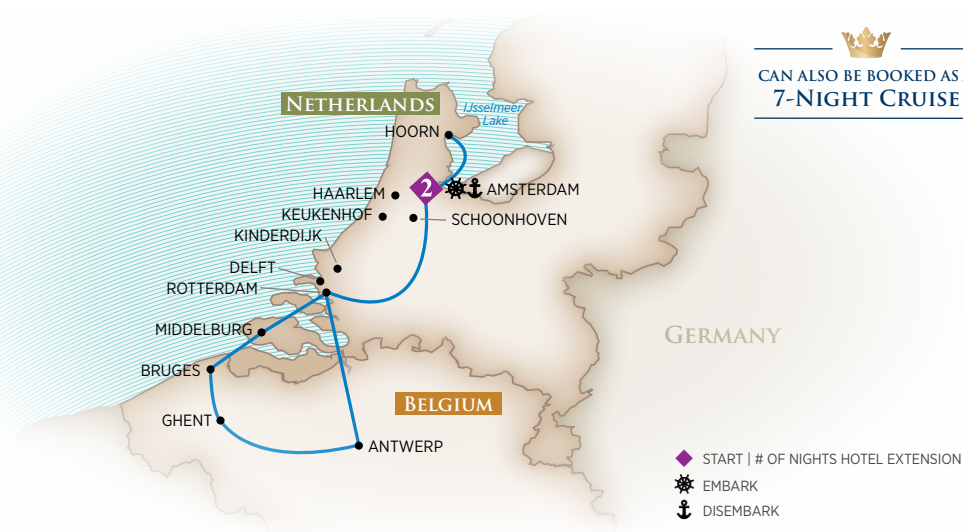 CAN ALSO BE BOOKED AS
7-NIGHT CRUISE
NETHERLANDS
IJsselmeer
Lake
HOORN
HAARLEM
2
AMSTERDAM
KEUKENHOF
SCHOONHOVEN
KINDERDIJK
DELFT
ROTTERDAM
MIDDELBURG
GERMANY
BRUGES
BELGIUM
GHENT
ANTWERP
START | # OF NIGHTS HOTEL EXTENSION
EMBARK
DISEMBARK